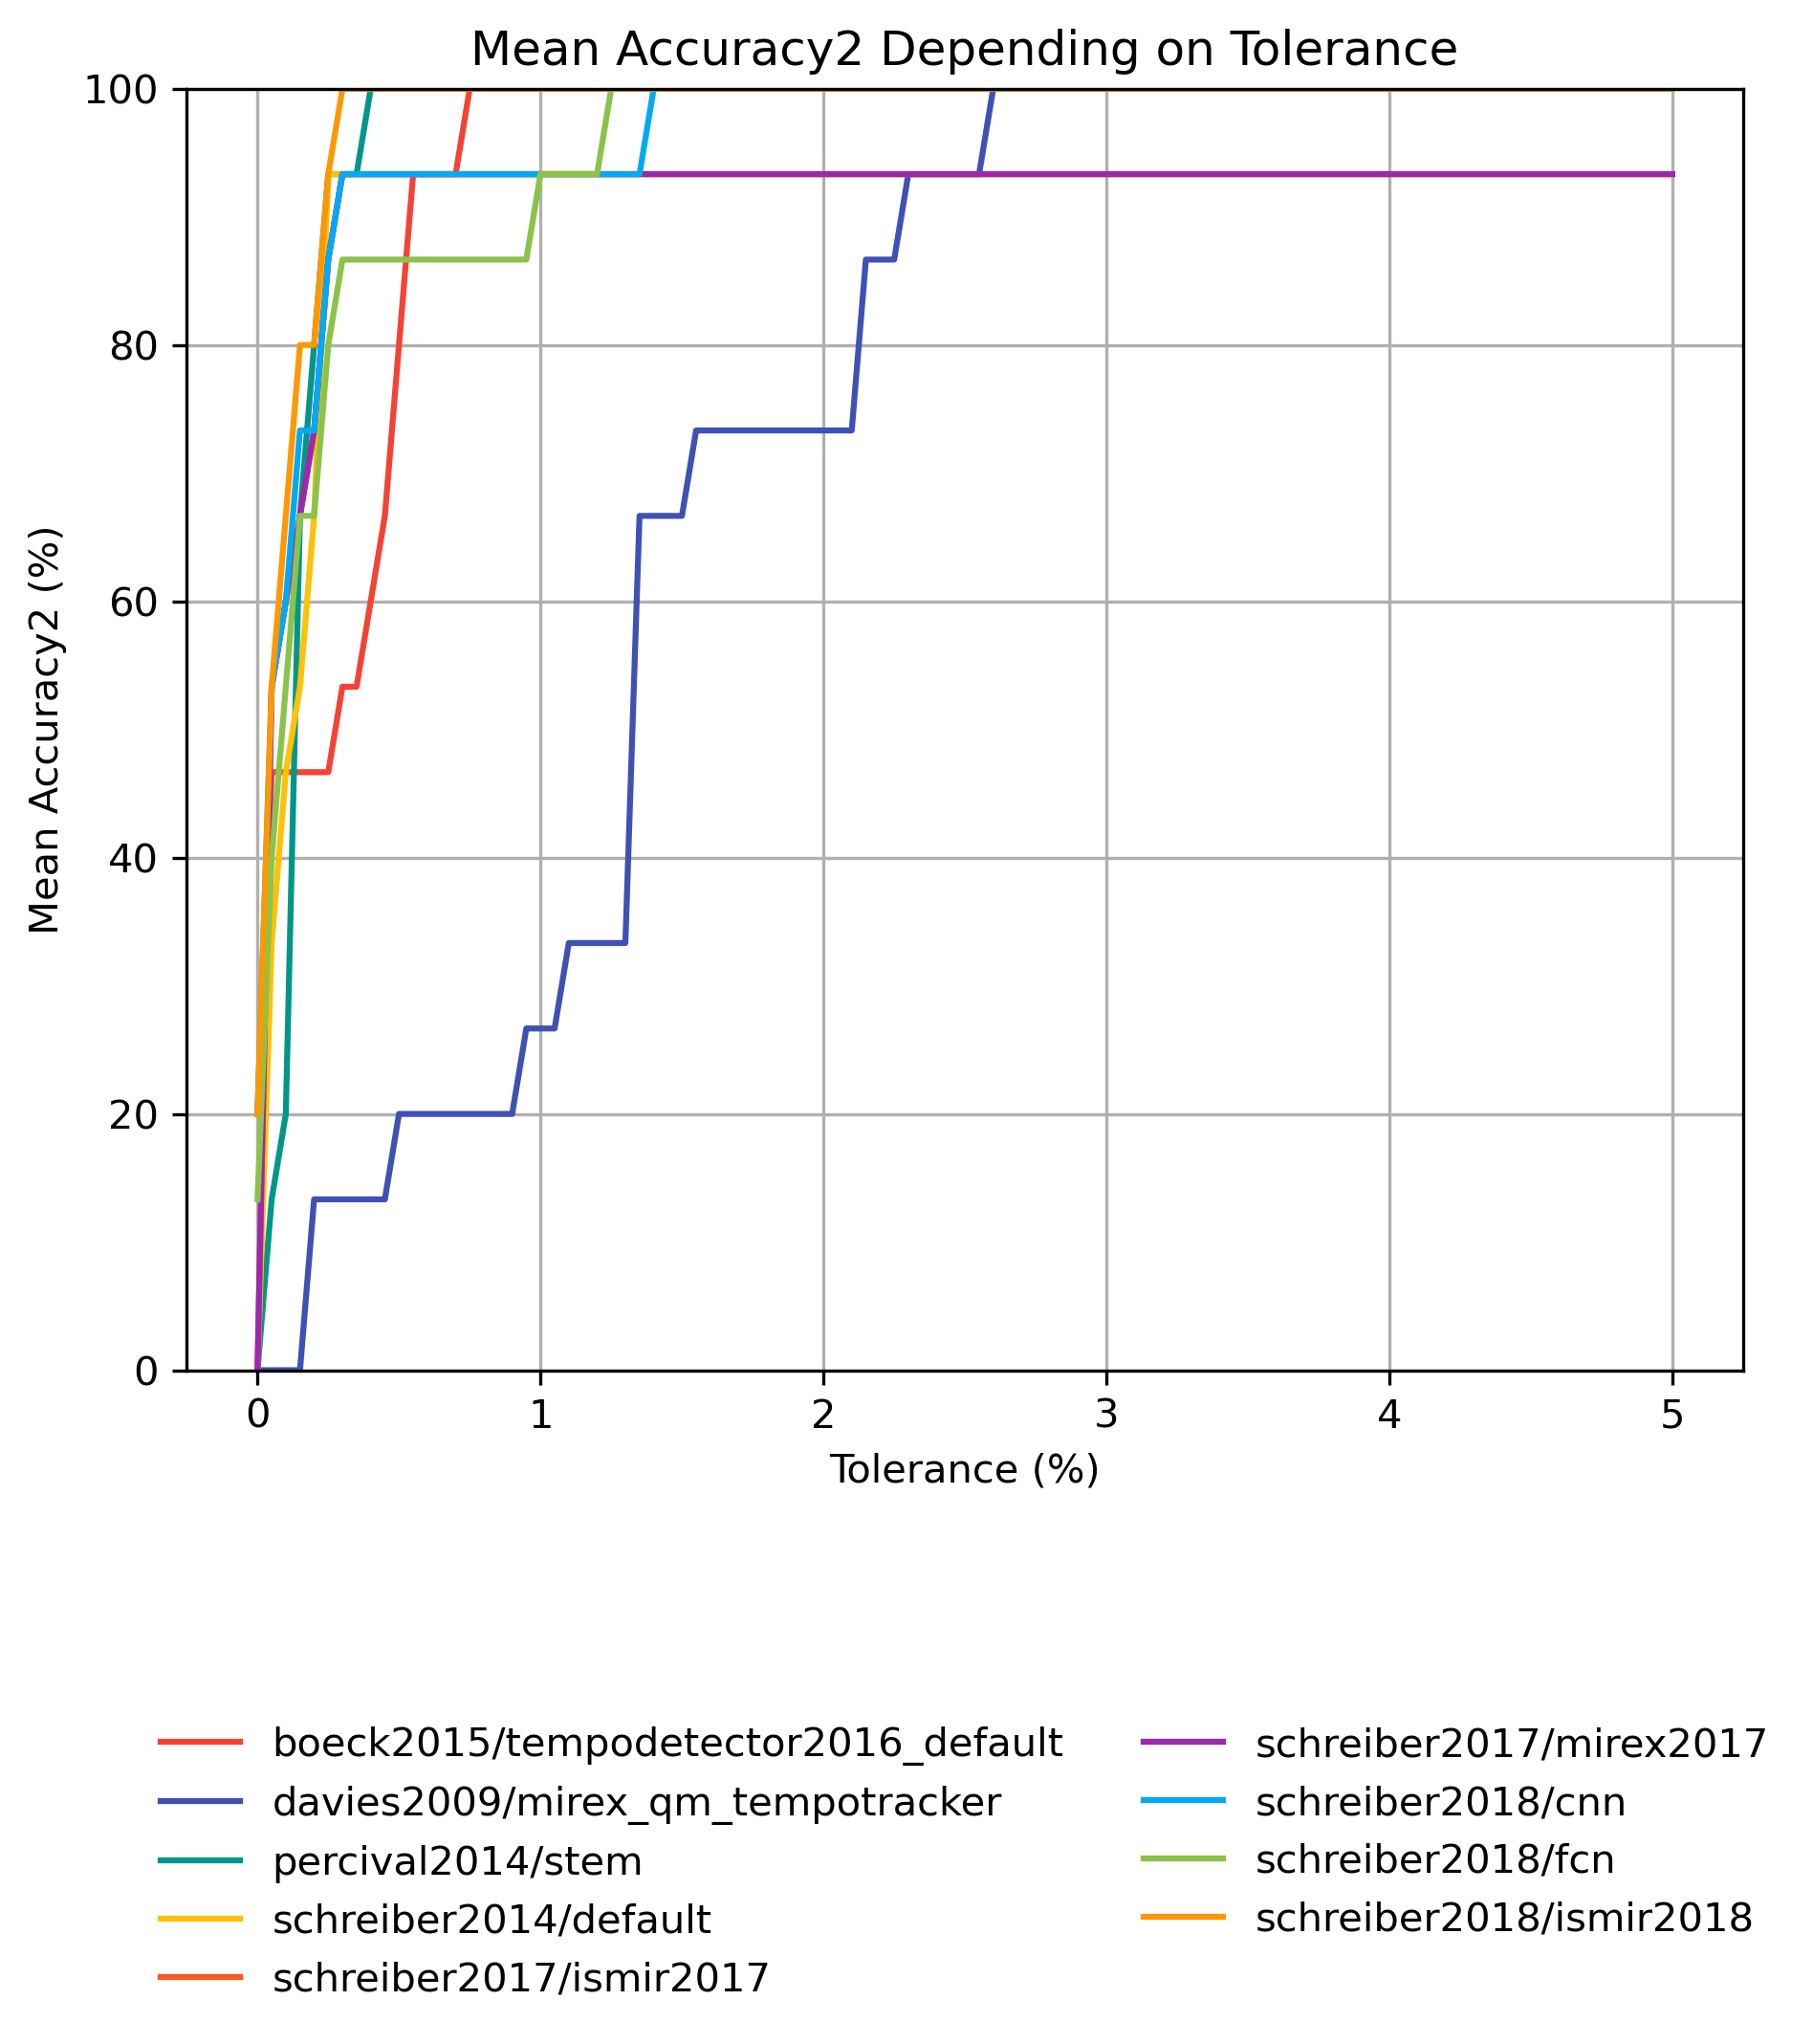 Mean Accuracy2 Depending on Tolerance
100
80
60
40
20
0
Mean Accuracy2 (%)
0 1 2 3 4 5
Tolerance (%)
boeck2015/tempodetector2016_default
davies2009/mirex_qm_tempotracker
percival2014/stem
schreiber2014/default
schreiber2017/ismir2017
schreiber2017/mirex2017
schreiber2018/cnn
schreiber2018/fcn
schreiber2018/ismir2018